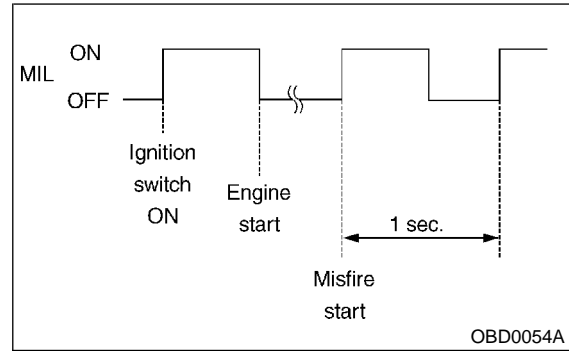 ON
MIL
OFF
Ignition
switch
ON
Engine
start
1 sec.
Misfire
start
OBD0054A